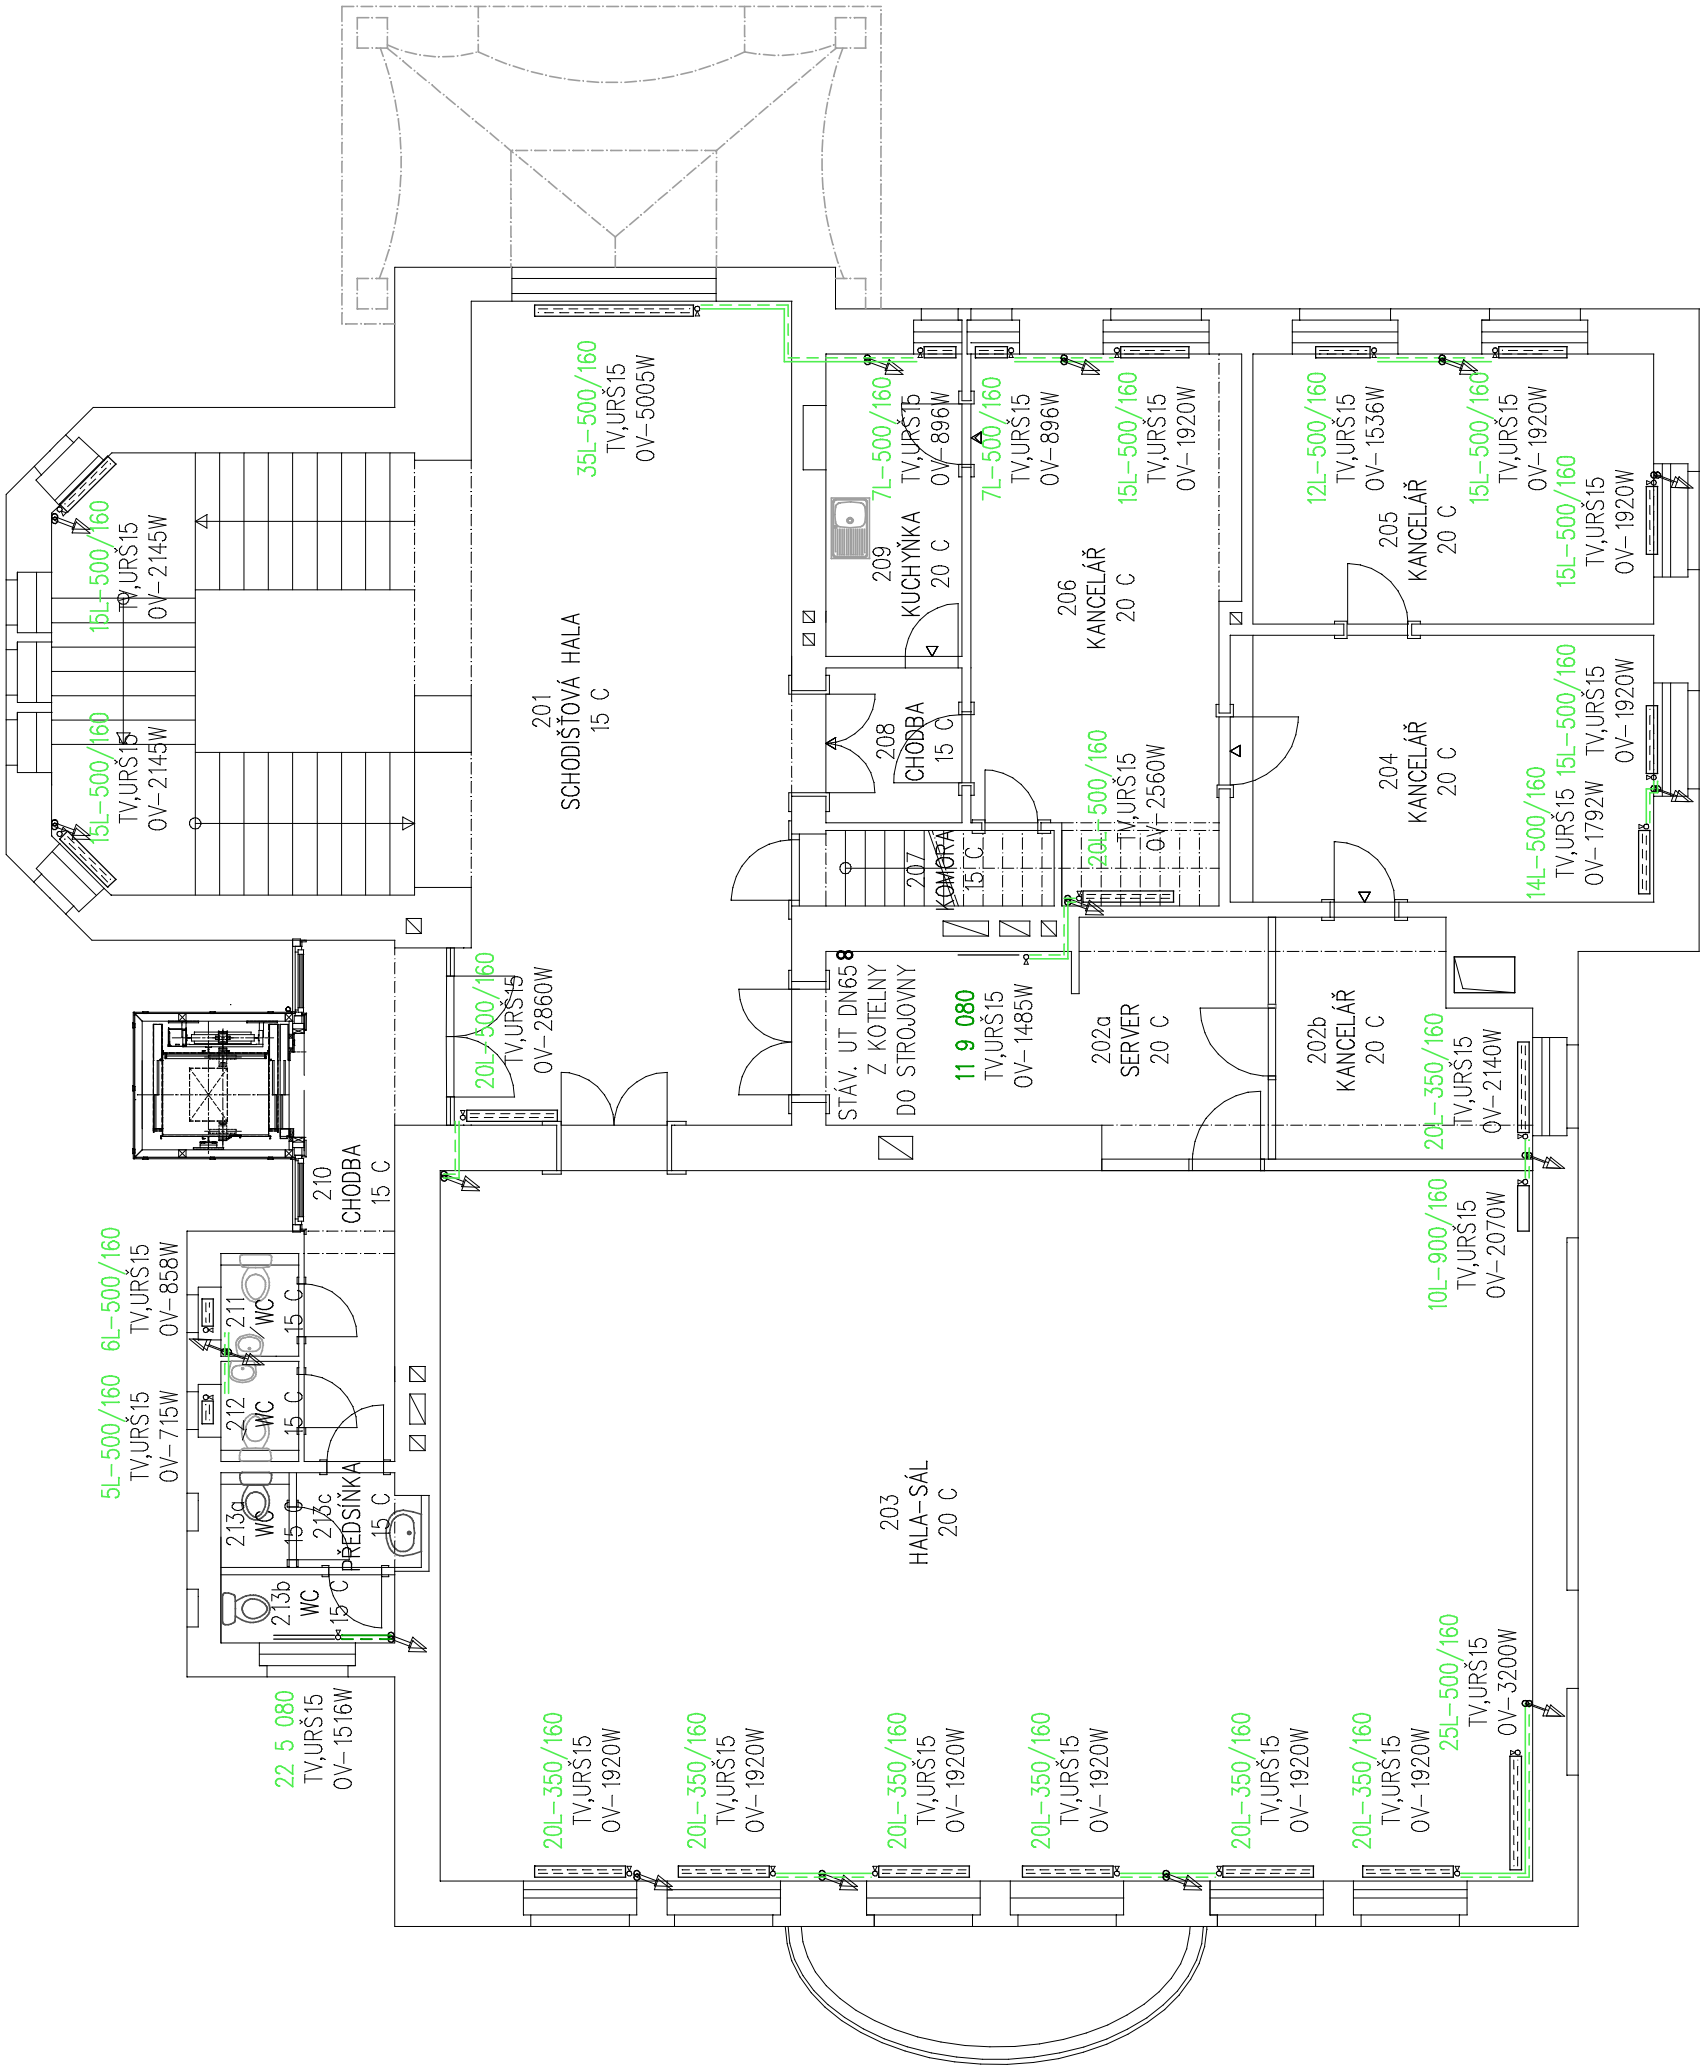 15L-500/160
TV,URŠ15
OV-2145W
15L-500/160
TV,URŠ15
OV-2145W
35L-500/160
TV,URŠ15
OV-5005W
201
SCHODIŠŤOVÁ HALA
15 C
7L-500/160
TV,URŠ15
OV-896W
209
KUCHYŇKA
20 C
7L-500/160
TV,URŠ15
OV-896W
15L-500/160
TV,URŠ15
OV-1920W
206
KANCELÁŘ
20 C
12L-500/160
TV,URŠ15
OV-1536W
15L-500/160
TV,URŠ15
OV-1920W
205
KANCELÁŘ
20 C
15L-500/160
TV,URŠ15
OV-1920W
15L-500/160
TV,URŠ15
OV-1920W
14L-500/160
TV,URŠ15
OV-1792W
204
KANCELÁŘ
20 C
208
CHODBA
15 C
207
KOMORA
15 C
20L-500/160
TV,URŠ15
OV-2560W
20L-500/160
TV,URŠ15
OV-2860W
STÁV. UT DN65
Z KOTELNY
DO STROJOVNY
11 9 080
TV,URŠ15
OV-1485W
202a
SERVER
20 C
202b
KANCELÁŘ
20 C
20L-350/160
TV,URŠ15
OV-2140W
10L-900/160
TV,URŠ15
OV-2070W
210
CHODBA
15 C
6L-500/160
TV,URŠ15
OV-858W
5L-500/160
TV,URŠ15
OV-715W
211
WC
15 C
212
WC
15 C
213a
WC
15 C
213c
PŘEDSÍŇKA
15 C
213b
WC
15 C
22 5 080
TV,URŠ15
OV-1516W
203
HALA-SÁL
20 C
20L-350/160
TV,URŠ15
OV-1920W
20L-350/160
TV,URŠ15
OV-1920W
20L-350/160
TV,URŠ15
OV-1920W
20L-350/160
TV,URŠ15
OV-1920W
20L-350/160
TV,URŠ15
OV-1920W
20L-350/160
TV,URŠ15
OV-1920W
25L-500/160
TV,URŠ15
OV-3200W